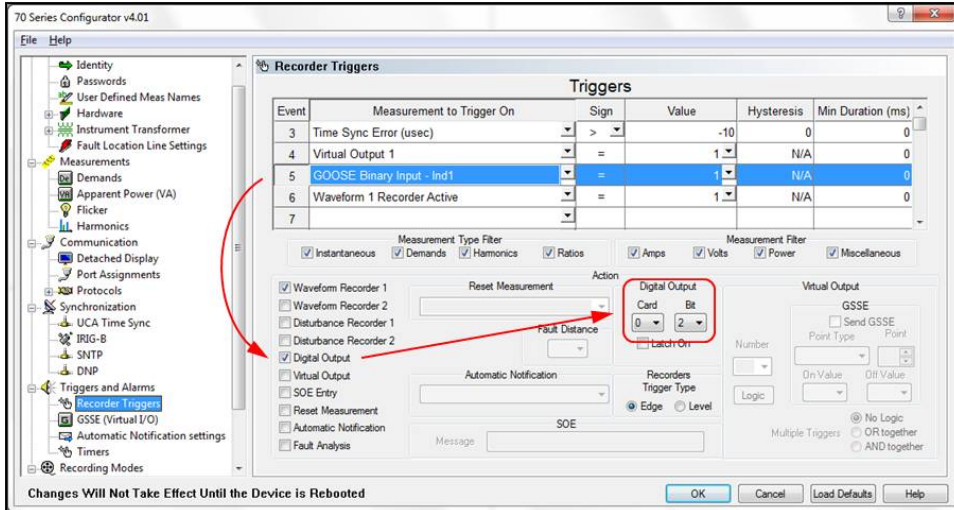 70 Series Configurator v4.01
File Help
Identity
Passwords
User Defined Meas Names
Hardware
Instrument Transformer
Fault Location Line Settings
Measurements
Demands
Apparent Power (VA)
Flicker
Harmonics
Communication
Detached Display
Port Assignments
Protocols
Synchronization
UCA Time Sync
IRIG-B
SNTP
DNP
Triggers and Alarms
Recorder Triggers
GSSE (Virtual I/O)
Automatic Notification settings
Timers
Recording Modes
Recorder Triggers
Triggers
Event Measurement to Trigger On Sign Value Hysteresis Min Duration (ms)
3 Time Sync Error (usec) > -10 0 0
4 Virtual Output 1 = 1 N/A 0
5 GOOSE Binary Input - Ind1 = 1 N/A 0
6 Waveform 1 Recorder Active = 1 N/A 0
7
Measurement Type Filter
Instantaneous Demands Harmonics Ratios
Measurement Filter
Amps Volts Power Miscellaneous
Action
Waveform Recorder 1
Waveform Recorder 2
Disturbance Recorder 1
Disturbance Recorder 2
Digital Output
Virtual Output
SOE Entry
Reset Measurement
Automatic Notification
Fault Analysis
Reset Measurement
Fault Distance
Automatic Notification
SOE
Message
Digital Output
Card Bit
0 2
Latch On
Recorders
Trigger Type
Edge Level
Virtual Output
GSSE
Send GSSE
Point Type Point
Number
On Value Off Value
Logic
Multiple Triggers
No Logic
OR together
AND together
Changes Will Not Take Effect Until the Device is Rebooted
OK Cancel Load Defaults Help